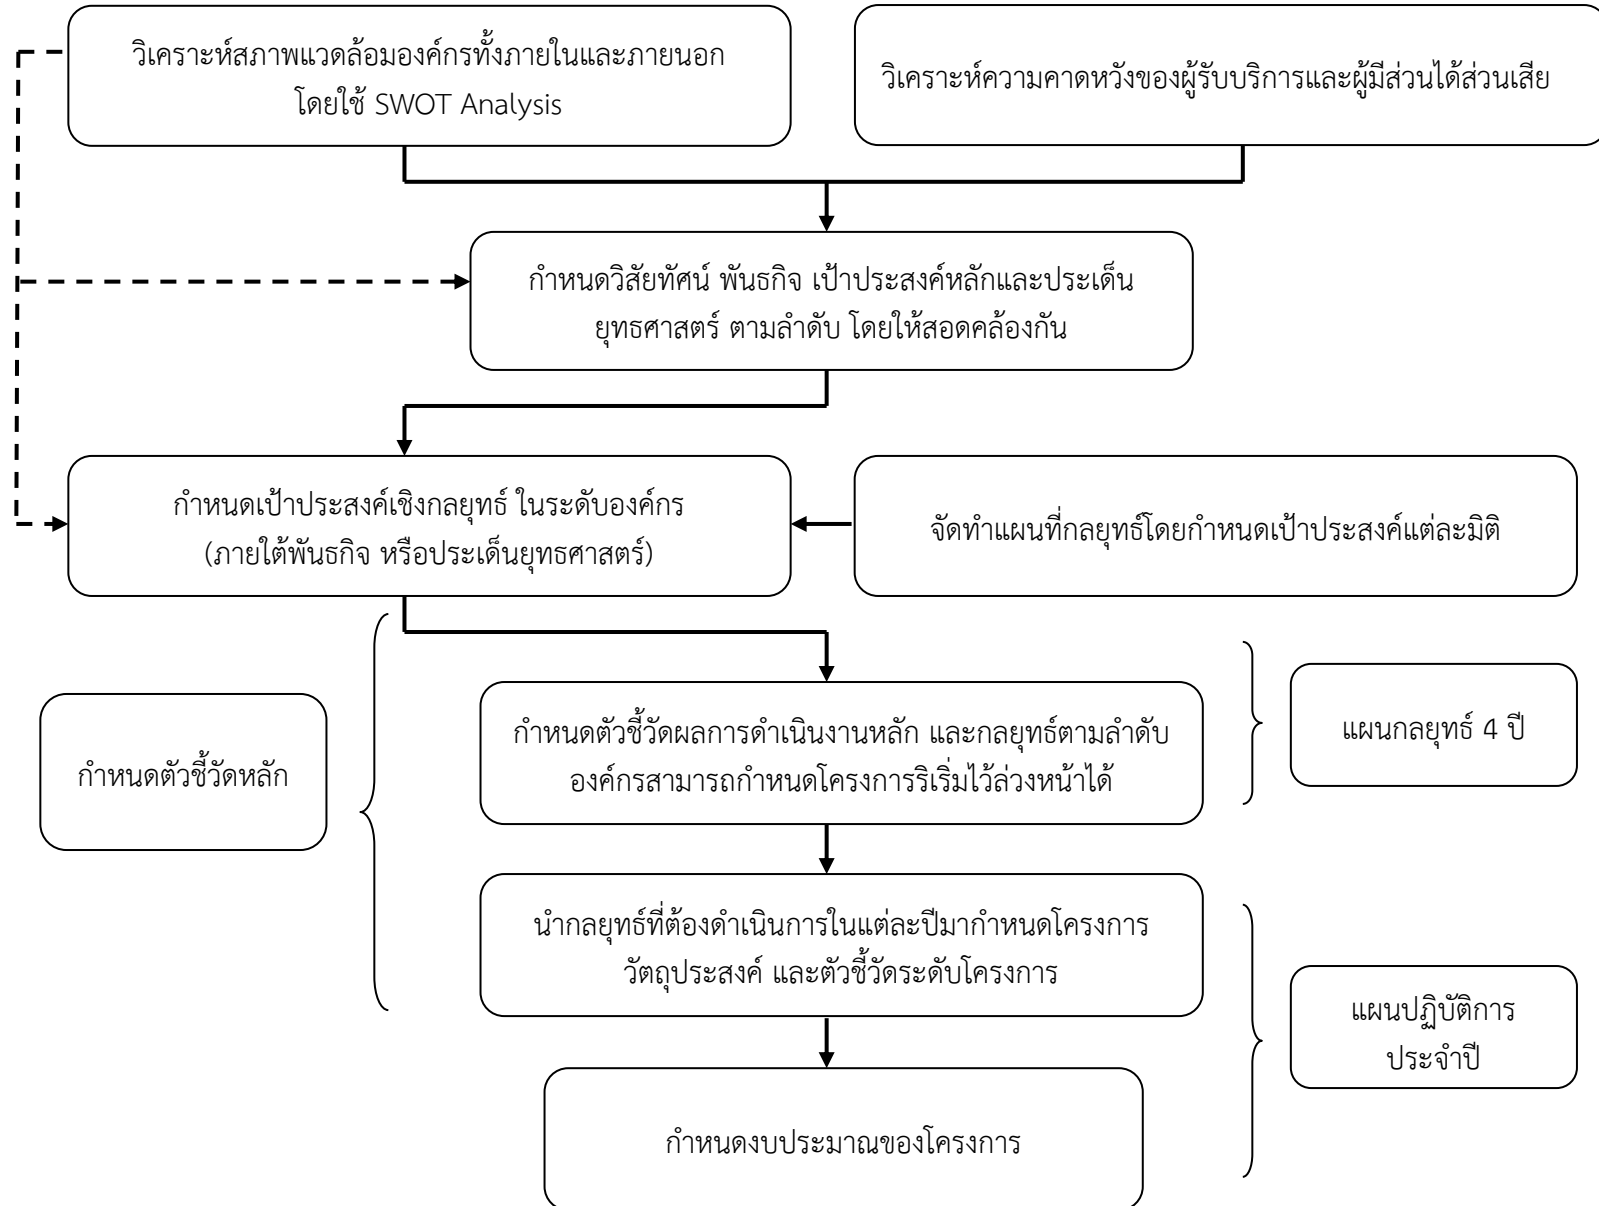 วิเคราะห์สภาพแวดล้อมองค์กรทั้งภายในและภายนอก
โดยใช้ SWOT Analysis
วิเคราะห์ความคาดหวังของผู้รับบริการและผู้มีส่วนได้ส่วนเสีย
กำหนดวิสัยทัศน์ พันธกิจ เป้าประสงค์หลักและประเด็น
ยุทธศาสตร์ ตามลำดับ โดยให้สอดคล้องกัน
กำหนดเป้าประสงค์เชิงกลยุทธ์ ในระดับองค์กร
(ภายใต้พันธกิจ หรือประเด็นยุทธศาสตร์)
จัดทำแผนที่กลยุทธ์โดยกำหนดเป้าประสงค์แต่ละมิติ
กำหนดตัวชี้วัดหลัก
กำหนดตัวชี้วัดผลการดำเนินงานหลัก และกลยุทธ์ตามลำดับ
องค์กรสามารถกำหนดโครงการริเริ่มไว้ล่วงหน้าได้
แผนกลยุทธ์ 4 ปี
นำกลยุทธ์ที่ต้องดำเนินการในแต่ละปีมากำหนดโครงการ
วัตถุประสงค์ และตัวชี้วัดระดับโครงการ
แผนปฏิบัติการ
ประจำปี
กำหนดงบประมาณของโครงการ